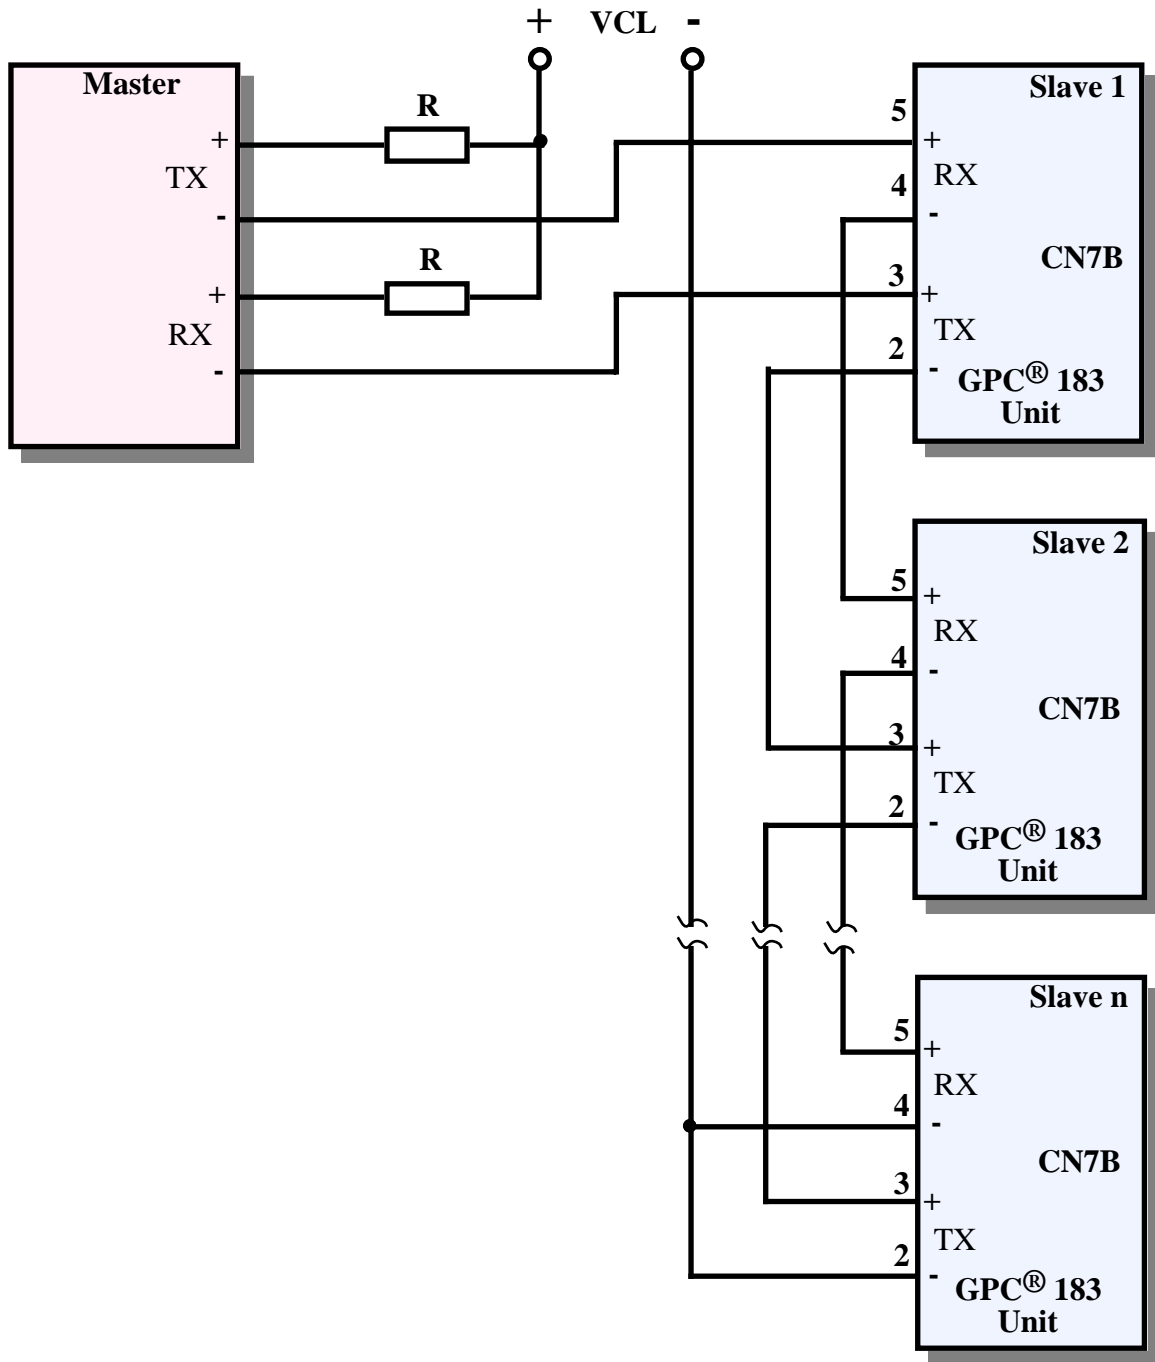 + VCL -
Master
+
TX
-
+
RX
-
R
R
Slave 1
5
+
RX
4
-
CN7B
3
+
TX
2
-
GPC® 183
Unit
Slave 2
5
+
RX
4
-
CN7B
3
+
TX
2
-
GPC® 183
Unit
Slave n
5
+
RX
4
-
CN7B
3
+
TX
2
-
GPC® 183
Unit